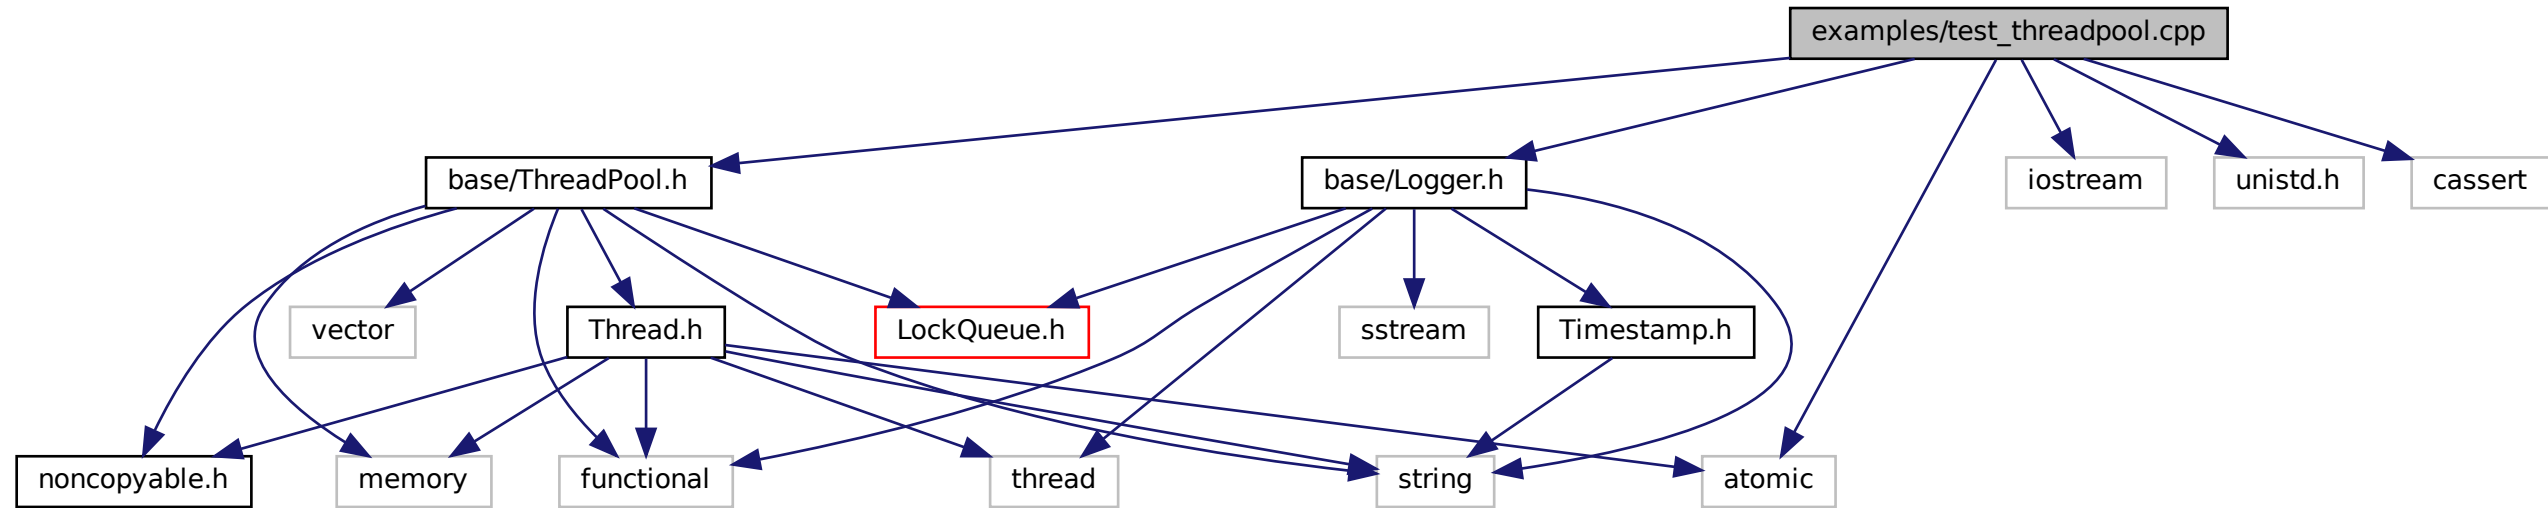 examples/test_threadpool.cpp
base/ThreadPool.h
base/Logger.h
iostream
unistd.h
cassert
vector
Thread.h
LockQueue.h
sstream
Timestamp.h
noncopyable.h
memory
functional
thread
string
atomic